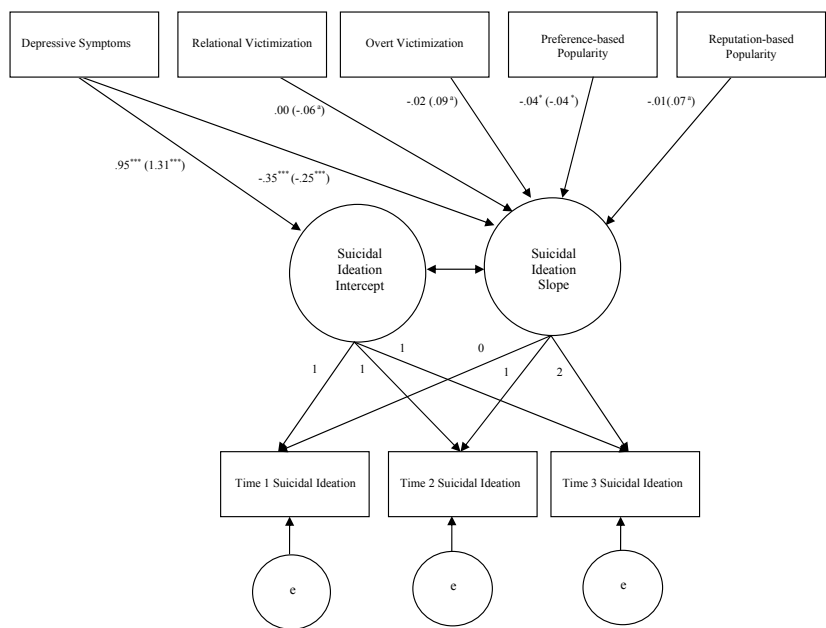 Depressive Symptoms
Relational Victimization
Overt Victimization
Preference-based
Popularity
Reputation-based
Popularity
.95*** (1.31***)
-.35*** (-.25***)
.00 (-.06ª)
-.02 (.09ª)
-.04* (-.04*)
-.01(.07ª)
Suicidal
Ideation
Intercept
Suicidal
Ideation
Slope
1
1
1
0
1
2
Time 1 Suicidal Ideation
Time 2 Suicidal Ideation
Time 3 Suicidal Ideation
e
e
e